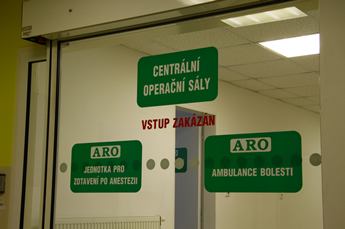 CENTRÁLNÍ
OPERAČNÍ SÁLY
VSTUP ZAKÁZÁN
ARO
JEDNOTKA PRO
ZOTAVENÍ PO ANESTEZII
ARO
AMBULANCE BOLESTI